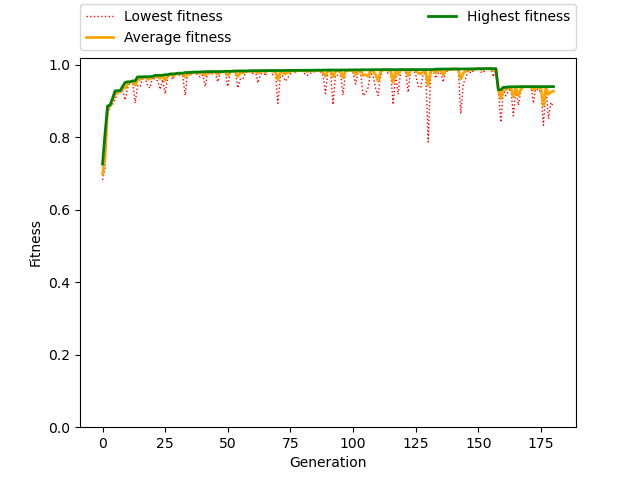 Lowest fitness
Average fitness
Highest fitness
1.0
0.8
0.6
0.4
0.2
0.0
Fitness
0 25 50 75 100 125 150 175
Generation